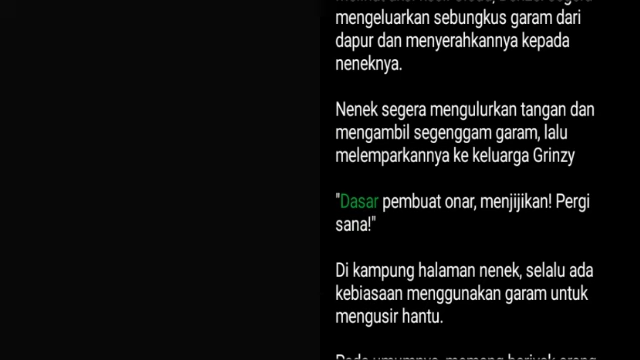 mengeluarkan sebungkus garam dari
dapur dan menyerahkannya kepada
neneknya.
Nenek segera mengulurkan tangan dan
mengambil segenggam garam, lalu
melemparkannya ke keluarga Grinzy
"Dasar pembuat onar, menjijikan! Pergi
sana!"
Di kampung halaman nenek, selalu ada
kebiasaan menggunakan garam untuk
mengusir hantu.